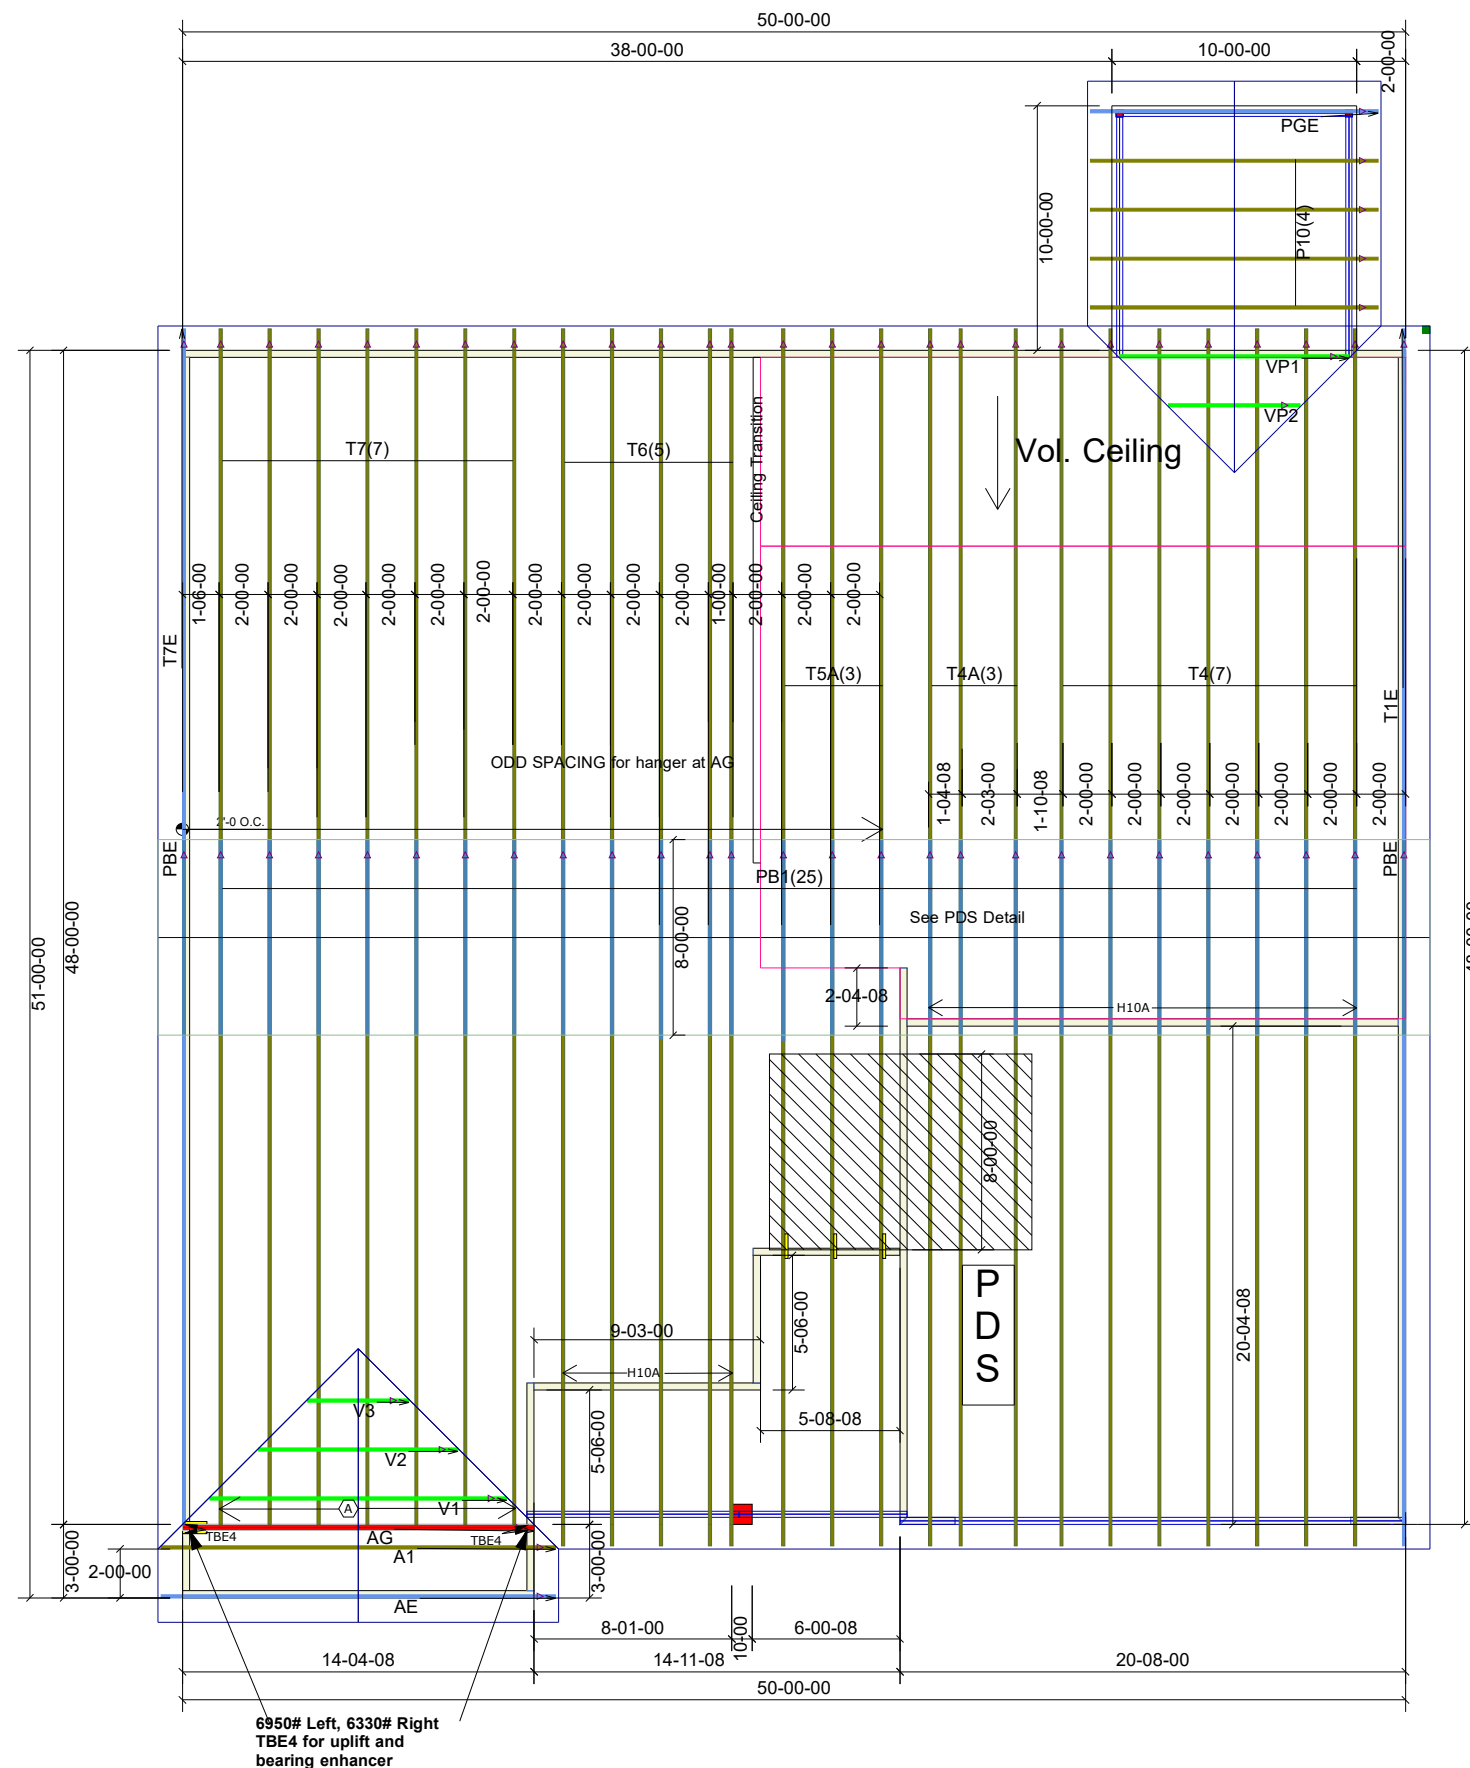 50-00-00
38-00-00
10-00-00
2-00-00
PGE
10-00-00
P10(4)
VP1
VP2
Ceiling Transition
Vol. Ceiling
T7(7)
T6(5)
1-06-00
2-00-00
2-00-00
2-00-00
2-00-00
2-00-00
2-00-00
2-00-00
2-00-00
2-00-00
2-00-00
1-00-00
2-00-00
2-00-00
2-00-00
T7E
T5A(3)
T4A(3)
T4(7)
T1E
ODD SPACING for hanger at AG
1-04-08
2-03-00
1-10-08
2-00-00
2-00-00
2-00-00
2-00-00
2-00-00
2-00-00
2-00-00
2'-0 O.C.
PBE
PB1(25)
PBE
See PDS Detail
51-00-00
48-00-00
8-00-00
2-04-08
H10A
8-00-00
P
D
S
20-04-08
9-03-00
5-06-00
H10A
5-08-08
5-06-00
V3
V2
V1
A
TBE4
AG
TBE4
A1
3-00-00
2-00-00
3-00-00
AE
8-01-00
10-00
6-00-08
14-04-08
14-11-08
20-08-00
50-00-00
6950# Left, 6330# Right
TBE4 for uplift and
bearing enhancer